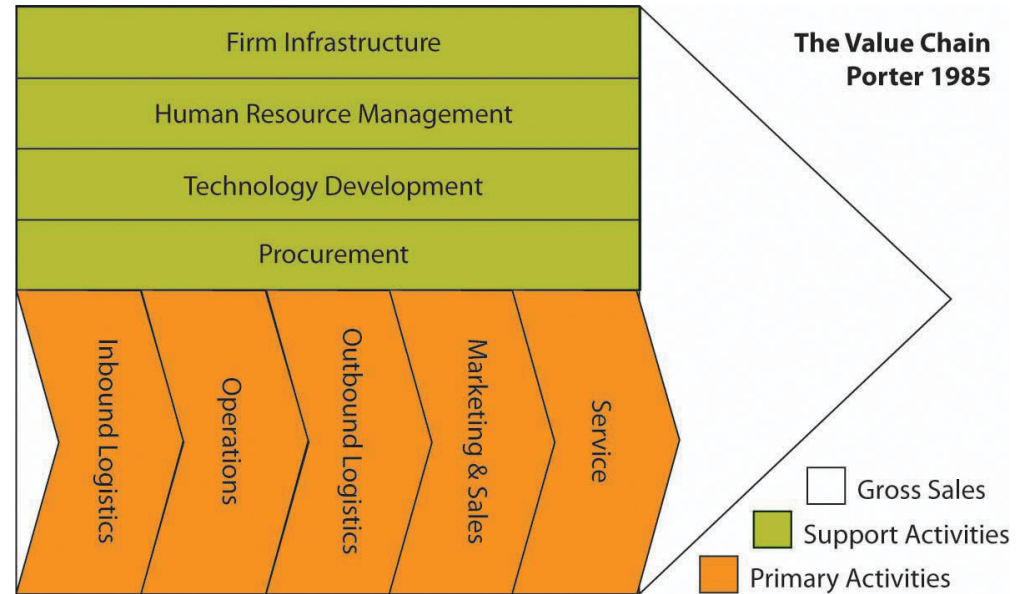 Firm Infrastructure
Human Resource Management
Technology Development
Procurement
Inbound Logistics
Operations
Outbound Logistics
Marketing & Sales
Service
The Value Chain
Porter 1985
Gross Sales
Support Activities
Primary Activities